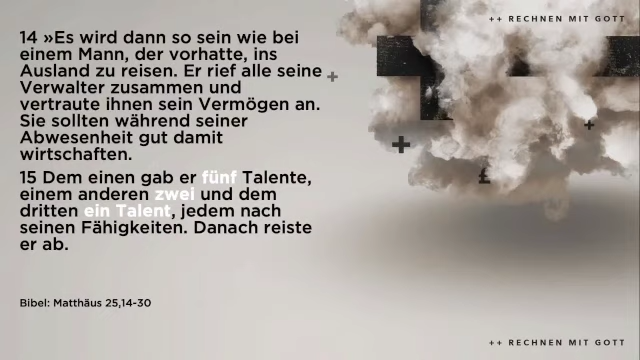 ++ RECHNEN MIT GOTT
14 »Es wird dann so sein wie bei
einem Mann, der vorhatte, ins
Ausland zu reisen. Er rief alle seine
Verwalter zusammen und
vertraute ihnen sein Vermögen an.
Sie sollten während seiner
Abwesenheit gut damit
wirtschaften.
15 Dem einen gab er fünf Talente,
einem anderen zwei und dem
dritten ein Talent, jedem nach
seinen Fähigkeiten. Danach reiste
er ab.
Bibel: Matthäus 25,14-30
++ RECHNEN MIT GOTT